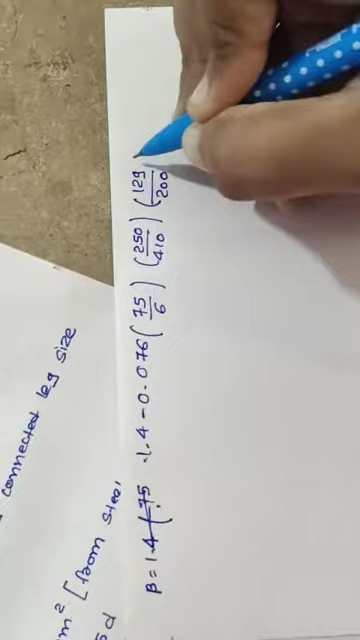 β = 1.4 - 0.076 (75/6) (250/410) (129/200
connected leg size
m² [from steel
d